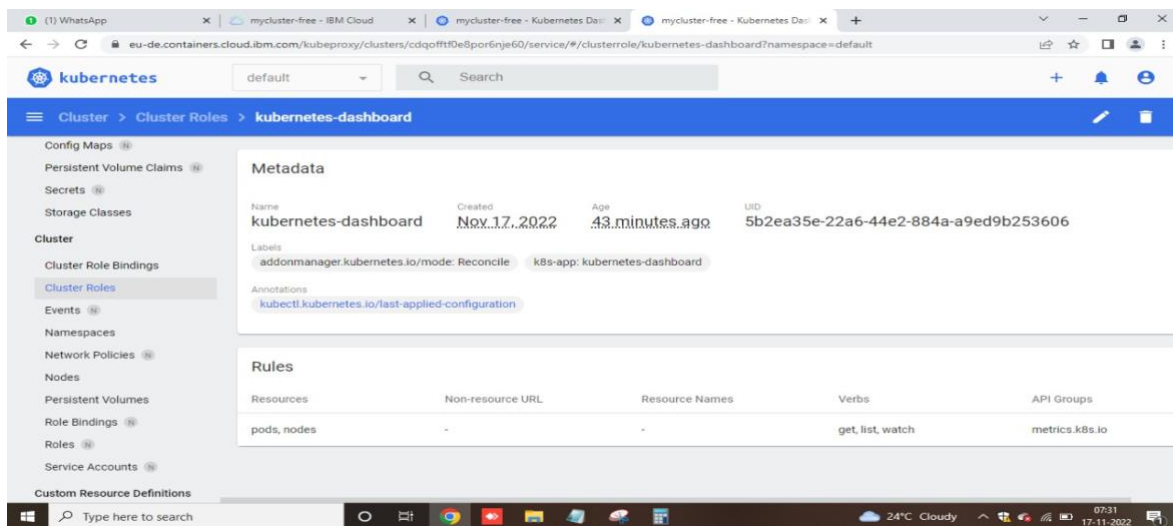 (1) WhatsApp
mycluster-free - IBM Cloud
mycluster-free - Kubernetes Das
mycluster-free - Kubernetes Das
eu-de.containers.cloud.ibm.com/kubeproxy/clusters/cdqofftf0e8por6nje60/service/#/clusterrole/kubernetes-dashboard?namespace=default
kubernetes
default
Search
Cluster > Cluster Roles > kubernetes-dashboard
Config Maps N
Persistent Volume Claims N
Secrets N
Storage Classes
Cluster
Cluster Role Bindings
Cluster Roles
Events N
Namespaces
Network Policies N
Nodes
Persistent Volumes
Role Bindings N
Roles N
Service Accounts N
Custom Resource Definitions
Metadata
Name Created Age UID
kubernetes-dashboard Nov 17, 2022 43 minutes ago 5b2ea35e-22a6-44e2-884a-a9ed9b253606
Labels
addonmanager.kubernetes.io/mode: Reconcile k8s-app: kubernetes-dashboard
Annotations
kubectl.kubernetes.io/last-applied-configuration
Rules
Resources Non-resource URL Resource Names Verbs API Groups
pods, nodes - - get, list, watch metrics.k8s.io
Type here to search
24°C Cloudy
07:31
17-11-2022